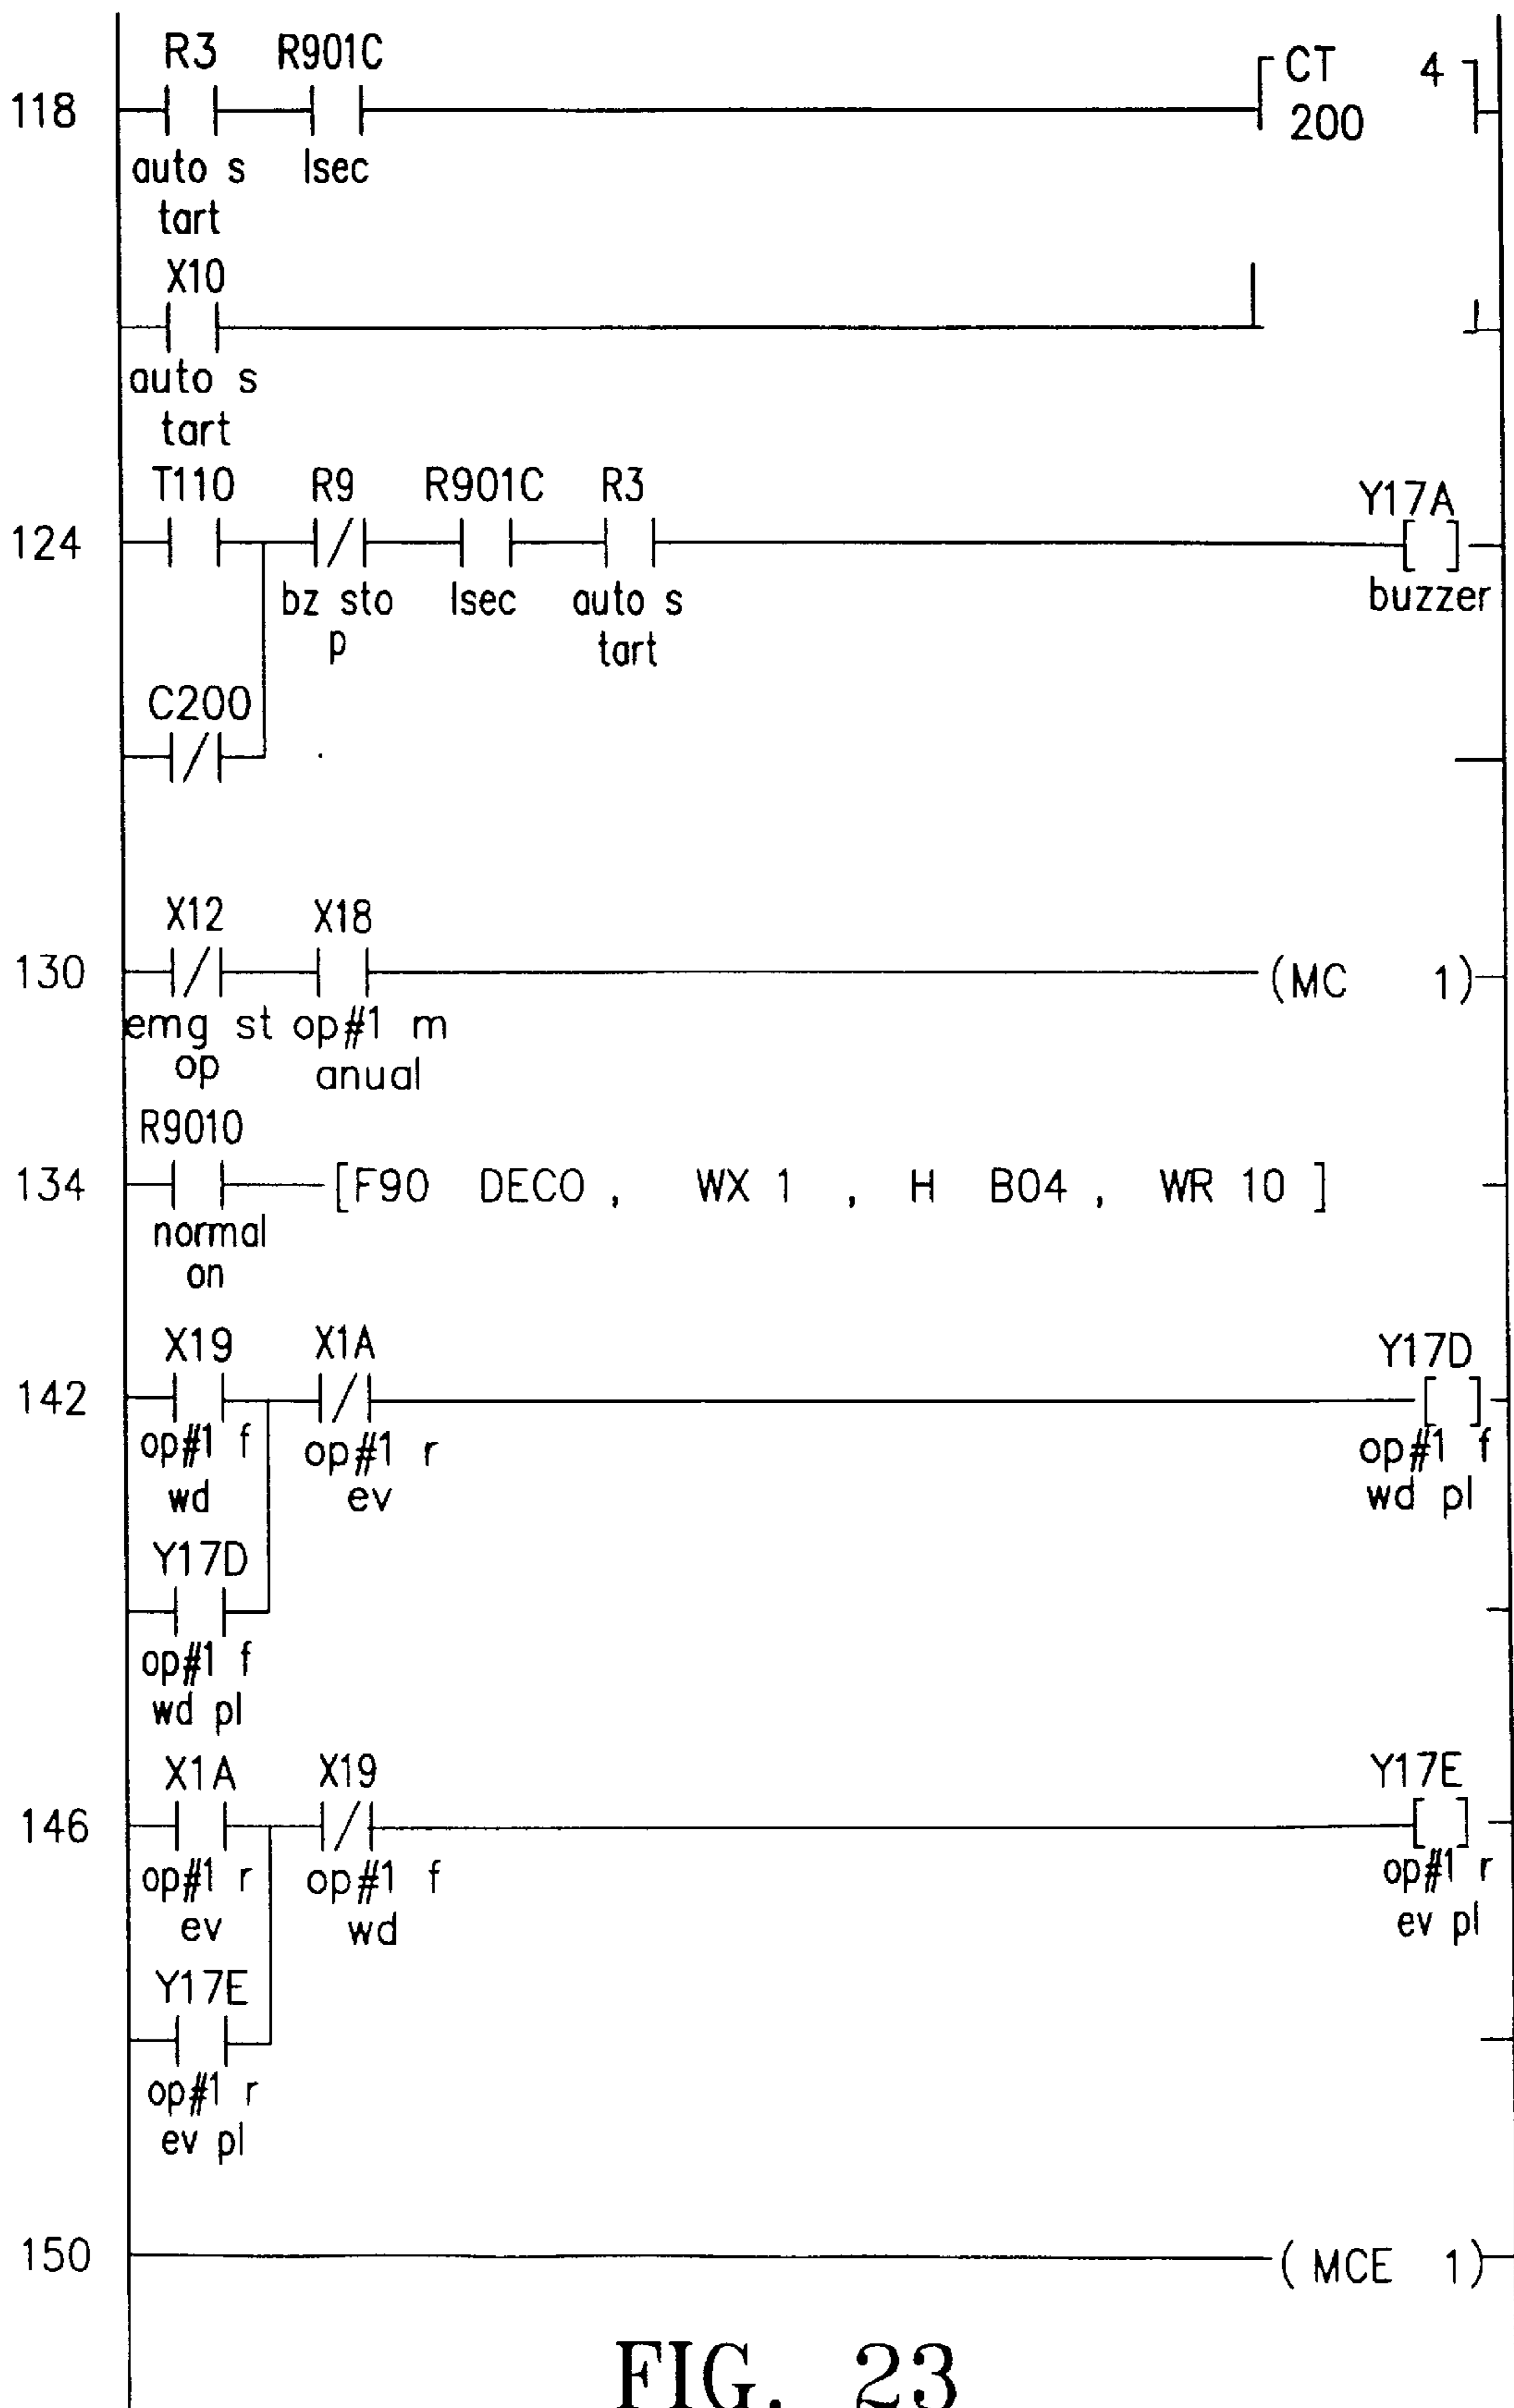 R3 R901C CT 4
118 200
auto s lsec
tart
X10
auto s
tart
T110 R9 R901C R3 Y17A
124
bz sto lsec auto s buzzer
p tart
C200
X12 X18
130 (MC 1)
emg st op#1 m
op anual
R9010
134 [F90 DECO , WX 1 , H B04 , WR 10 ]
normal
on
X19 X1A Y17D
142
op#1 f op#1 r op#1 f
wd ev wd pl
Y17D
op#1 f
wd pl
X1A X19 Y17E
146
op#1 r op#1 f op#1 r
ev wd ev pl
Y17E
op#1 r
ev pl
150 ( MCE 1)
FIG. 23